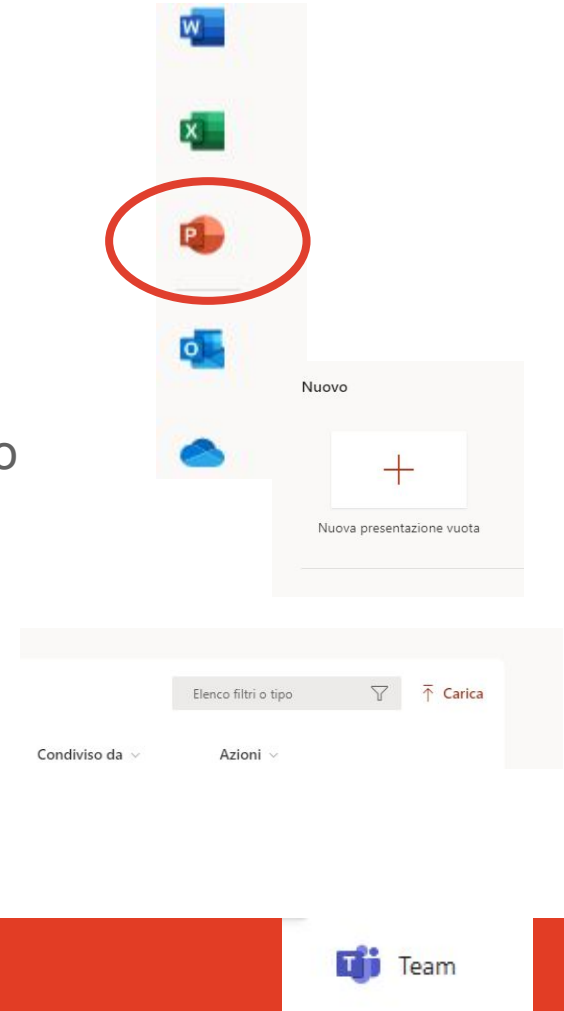 W
X
P
O
Nuovo
Nuova presentazione vuota
Elenco filtri o tipo
Carica
Condiviso da
Azioni
T Team